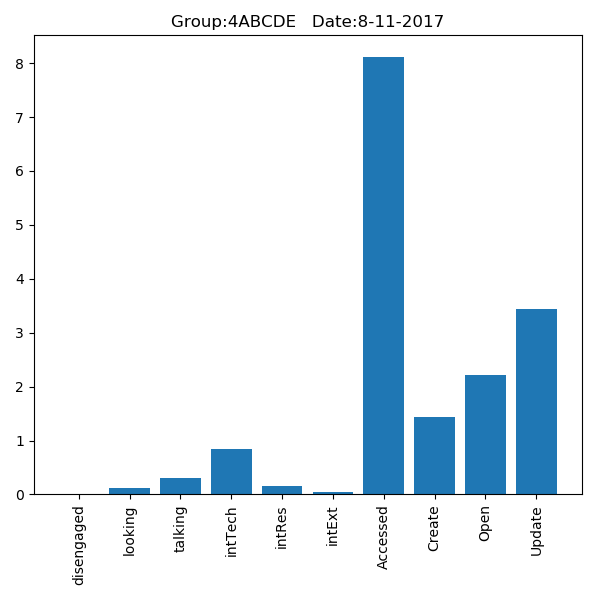 Group:4ABCDE   Date:8-11-2017
8
7
6
5
4
3
2
1
0
disengaged
looking
talking
intTech
intRes
intExt
Accessed
Create
Open
Update